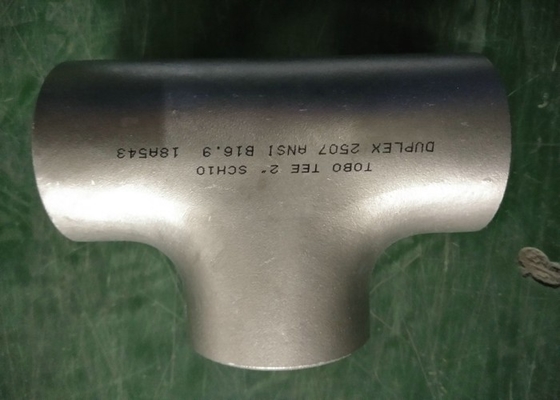 TOBO TEE 2" SCH10
DUPLEX 2507 ANSI B16.9 18A543